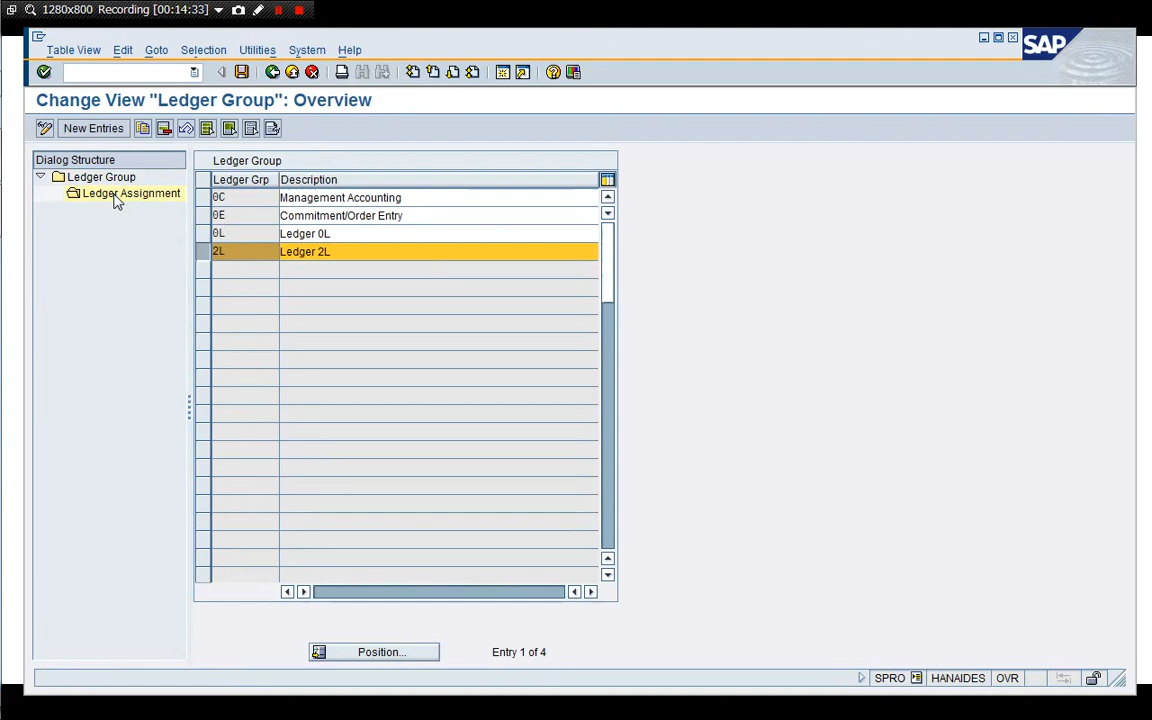 1280x800 Recording [00:14:33]
Table View Edit Goto Selection Utilities System Help
SAP
Change View "Ledger Group": Overview
New Entries
Dialog Structure
Ledger Group
Ledger Assignment
Ledger Group
Ledger Grp Description
0C Management Accounting
0E Commitment/Order Entry
0L Ledger 0L
2L Ledger 2L
Position...
Entry 1 of 4
SPRO HANAIDES OVR